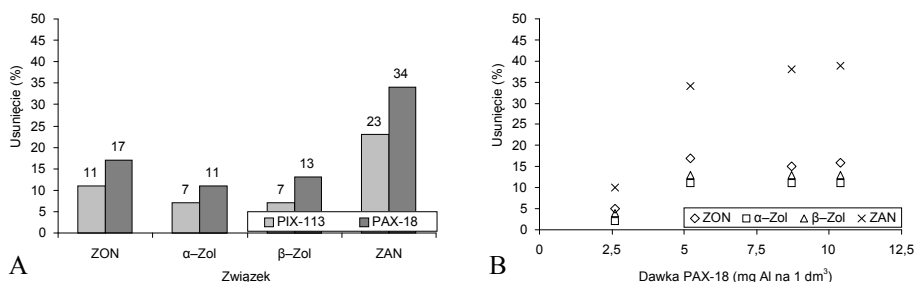 50
45
40
35
30
25
20
15
10
5
0
Usunięcie (%)
11 17 7 11 7 13 23 34
PIX-113 PAX-18
ZON α–Zol β–Zol ZAN
Związek
A
50
45
40
35
30
25
20
15
10
5
0
Usunięcie (%)
ZON α–Zol β–Zol ZAN
0 2,5 5 7,5 10 12,5
Dawka PAX-18 (mg Al na 1 dm³)
B